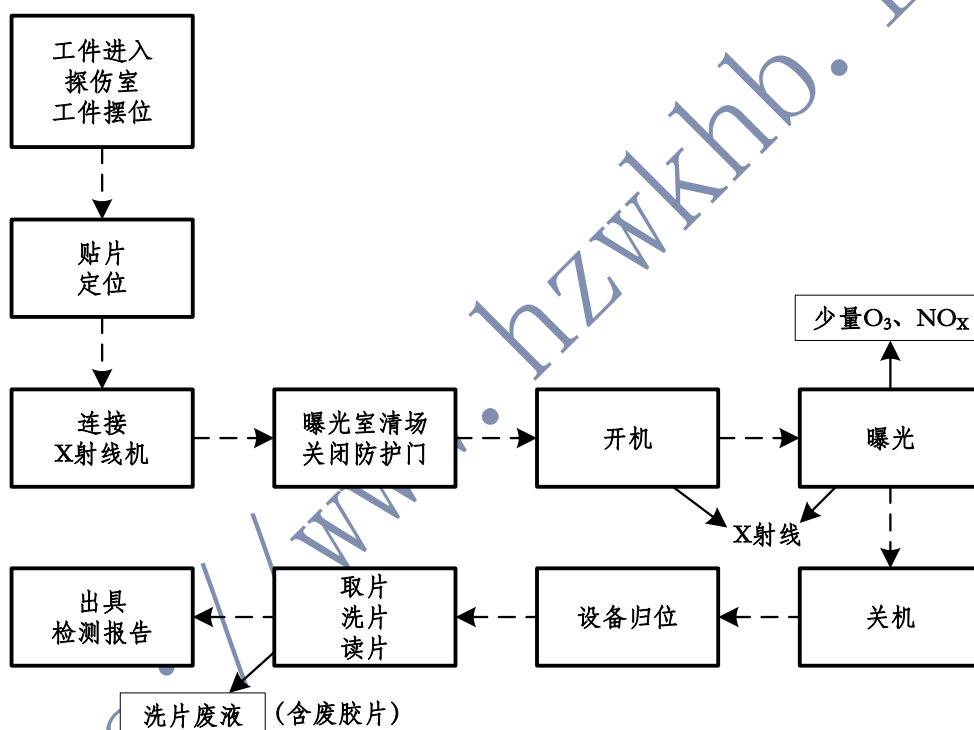 工件进入
探伤室
工件摆位
贴片
定位
少量O₃、NOX
连接
X射线机
曝光室清场
关闭防护门
开机
曝光
X射线
出具
检测报告
取片
洗片
读片
设备归位
关机
洗片废液 (含废胶片)
://www.hzwkhb.